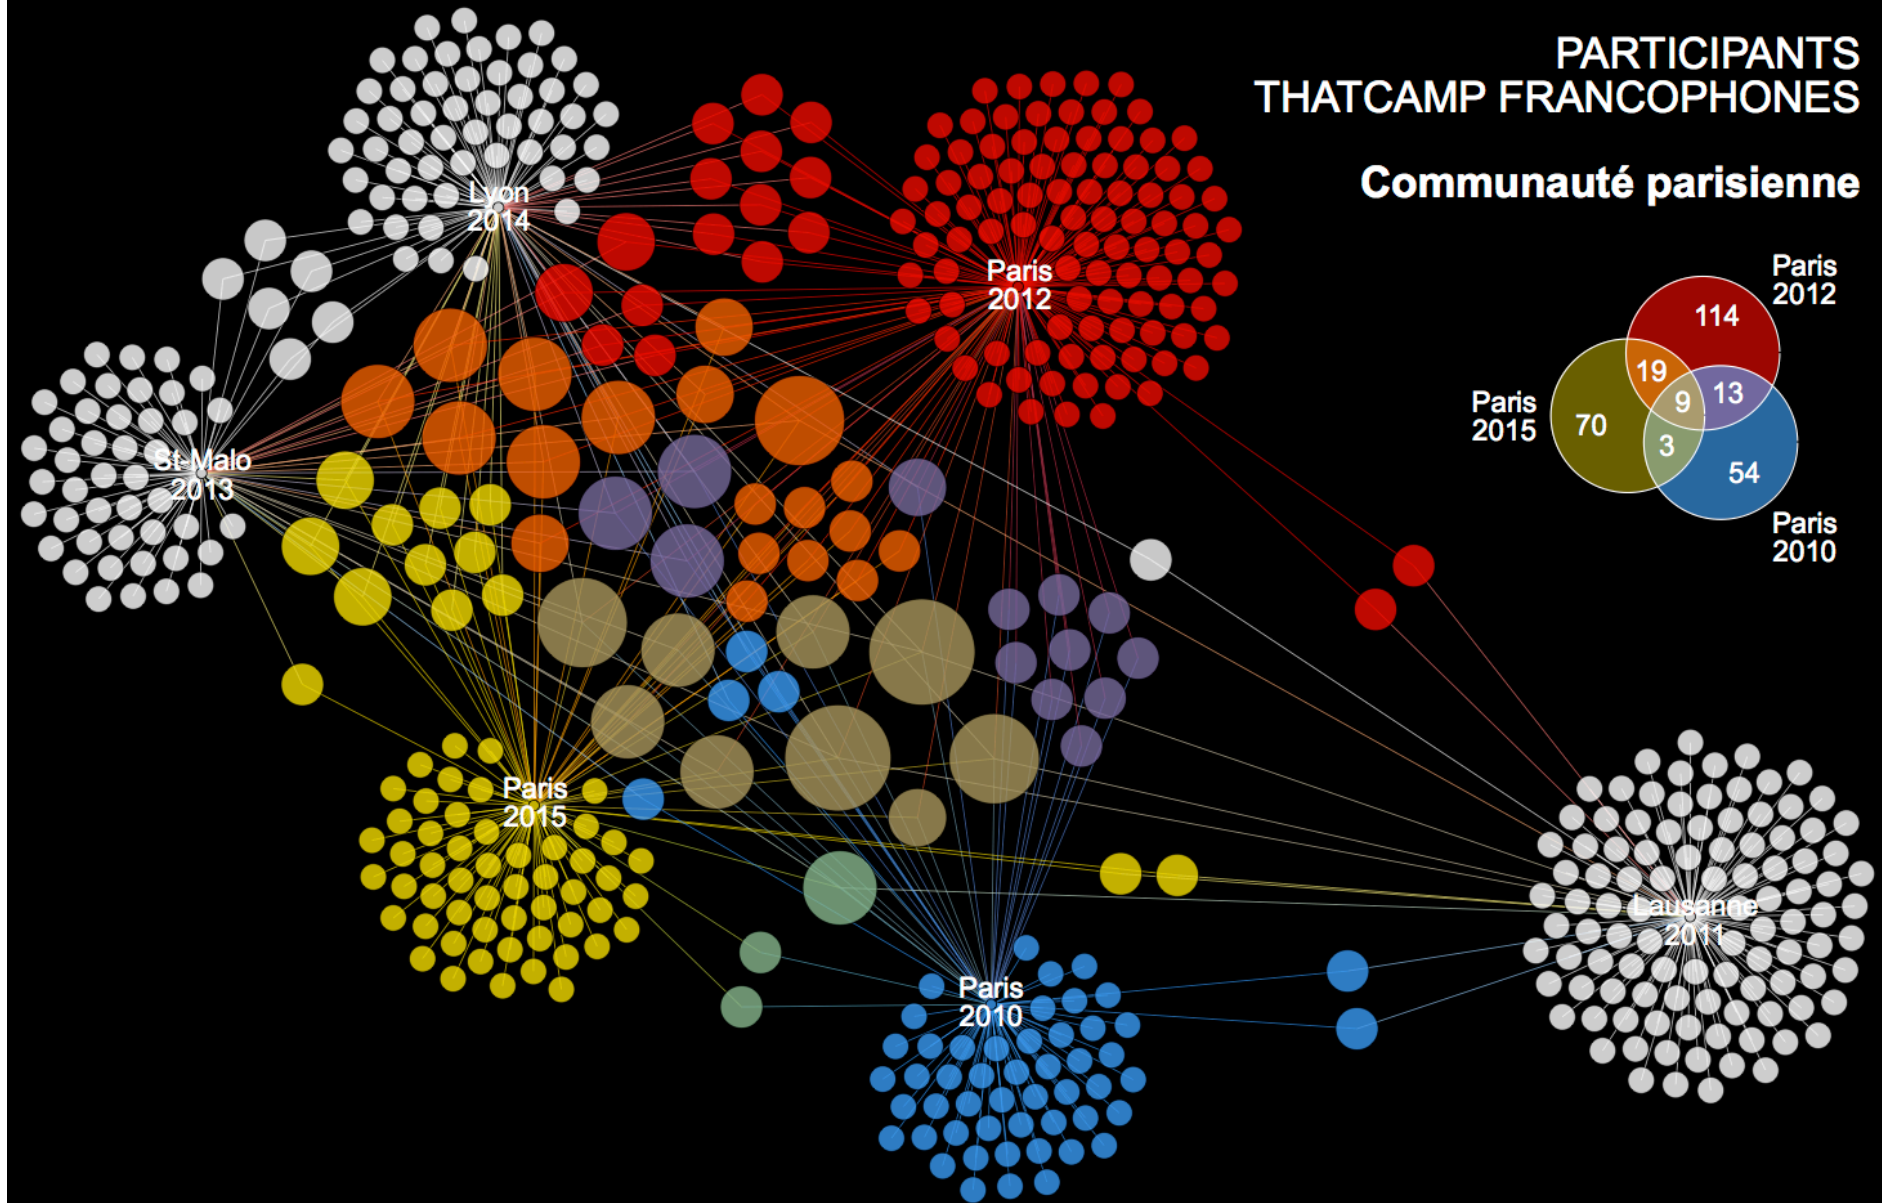 PARTICIPANTS
THATCAMP FRANCOPHONES
Communauté parisienne
Lyon
2014
Paris
2012
St-Malo
2013
Paris
2015
Paris
2010
Lausanne
2011
Paris
2012
114
19
13
9
Paris
2015
70
3
54
Paris
2010